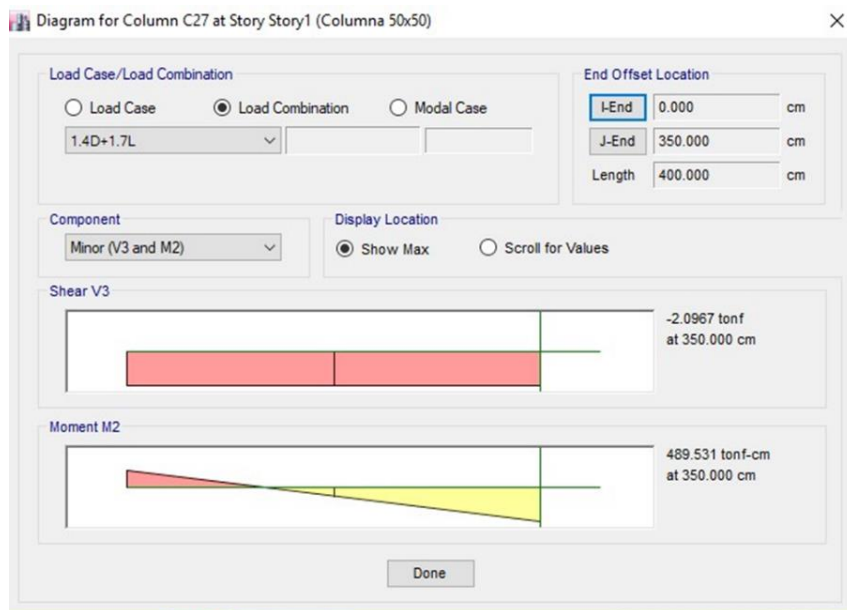 Diagram for Column C27 at Story Story1 (Columna 50x50)
Load Case/Load Combination
Load Case Load Combination Modal Case
1.4D+1.7L
End Offset Location
I-End 0.000 cm
J-End 350.000 cm
Length 400.000 cm
Component
Minor (V3 and M2)
Display Location
Show Max Scroll for Values
Shear V3
-2.0967 tonf
at 350.000 cm
Moment M2
489.531 tonf-cm
at 350.000 cm
Done